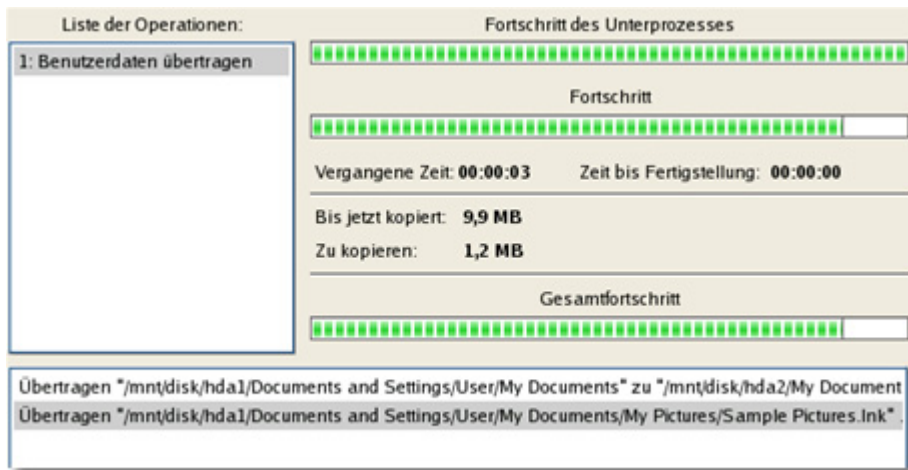 Liste der Operationen:
1: Benutzerdaten übertragen
Fortschritt des Unterprozesses
Fortschritt
Vergangene Zeit: 00:00:03 Zeit bis Fertigstellung: 00:00:00
Bis jetzt kopiert: 9,9 MB
Zu kopieren: 1,2 MB
Gesamtfortschritt
Übertragen "/mnt/disk/hda1/Documents and Settings/User/My Documents" zu "/mnt/disk/hda2/My Document
Übertragen "/mnt/disk/hda1/Documents and Settings/User/My Documents/My Pictures/Sample Pictures.lnk" .